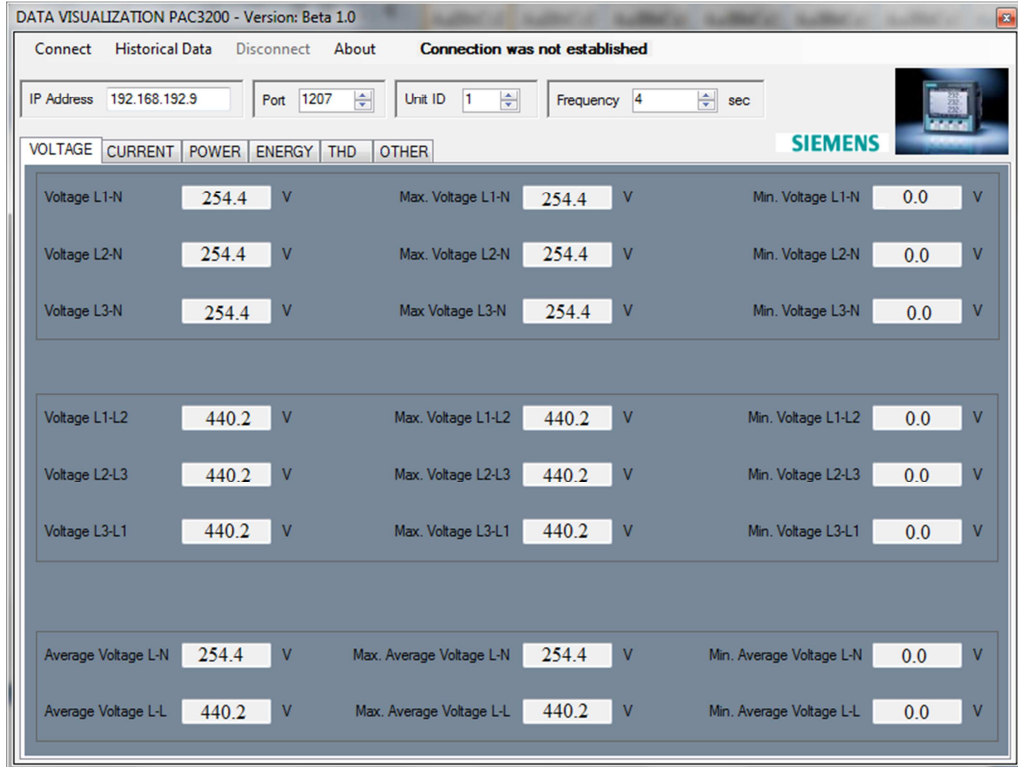 DATA VISUALIZATION PAC3200 - Version: Beta 1.0
Connect Historical Data Disconnect About Connection was not established
IP Address 192.168.192.9 Port 1207 Unit ID 1 Frequency 4 sec
SIEMENS
VOLTAGE CURRENT POWER ENERGY THD OTHER
Voltage L1-N 254.4 V Max. Voltage L1-N 254.4 V Min. Voltage L1-N 0.0 V
Voltage L2-N 254.4 V Max. Voltage L2-N 254.4 V Min. Voltage L2-N 0.0 V
Voltage L3-N 254.4 V Max Voltage L3-N 254.4 V Min. Voltage L3-N 0.0 V
Voltage L1-L2 440.2 V Max. Voltage L1-L2 440.2 V Min. Voltage L1-L2 0.0 V
Voltage L2-L3 440.2 V Max. Voltage L2-L3 440.2 V Min. Voltage L2-L3 0.0 V
Voltage L3-L1 440.2 V Max. Voltage L3-L1 440.2 V Min. Voltage L3-L1 0.0 V
Average Voltage L-N 254.4 V Max. Average Voltage L-N 254.4 V Min. Average Voltage L-N 0.0 V
Average Voltage L-L 440.2 V Max. Average Voltage L-L 440.2 V Min. Average Voltage L-L 0.0 V